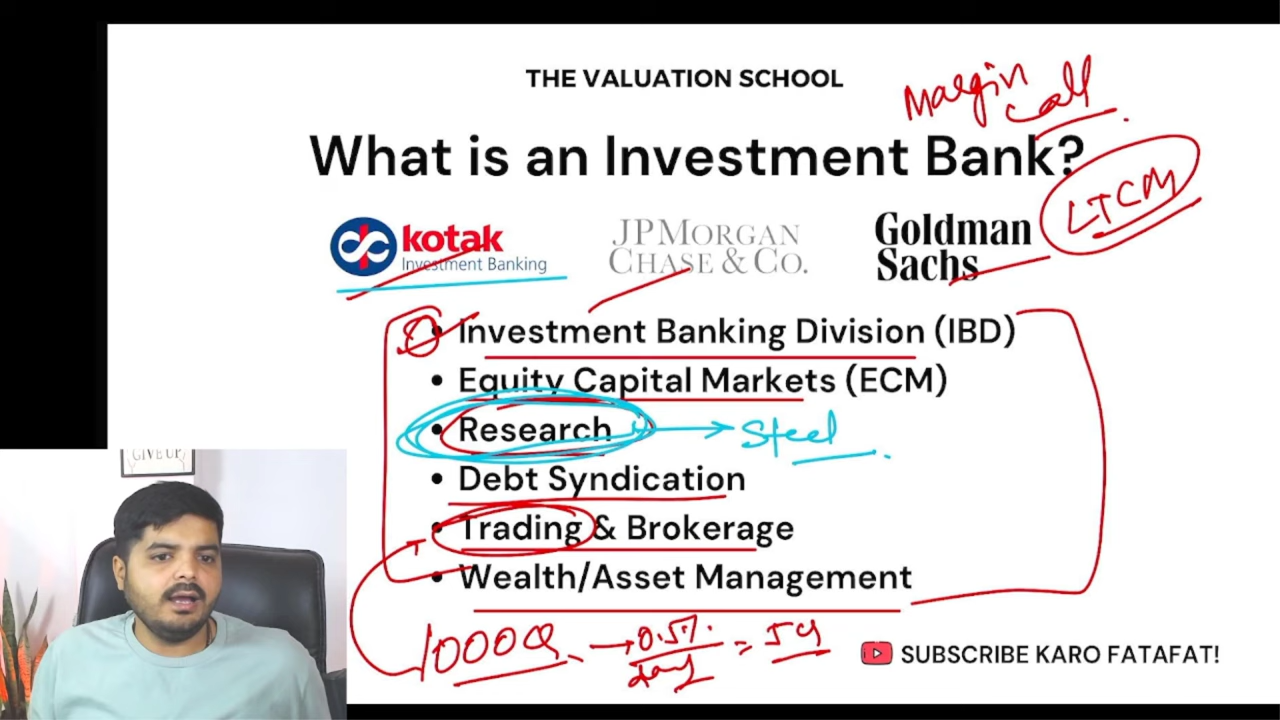 THE VALUATION SCHOOL
Margin
call
What is an Investment Bank?
LTCM
kotak
Investment Banking
JPMORGAN
CHASE & CO.
Goldman
Sachs
• Investment Banking Division (IBD)
• Equity Capital Markets (ECM)
• Research → Steel
• Debt Syndication
• Trading & Brokerage
• Wealth/Asset Management
GIVE UP
→ 0.5%
day
SUBSCRIBE KARO FATAFAT!